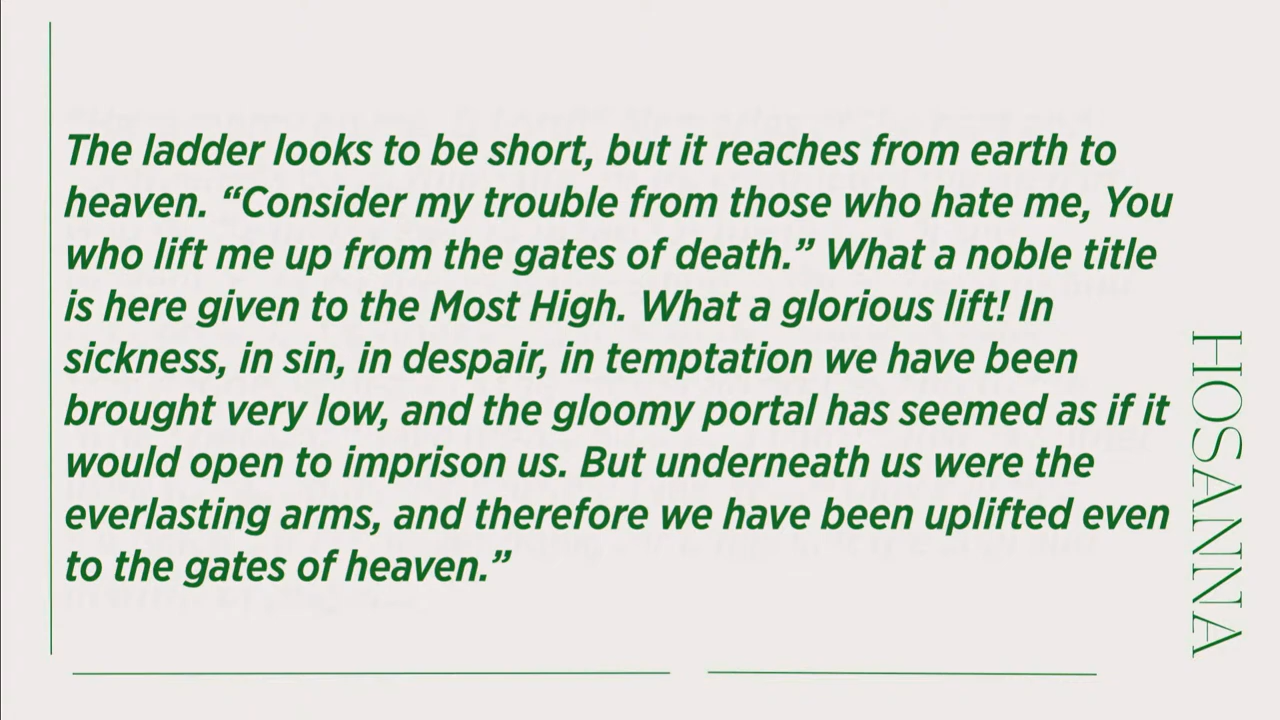 The ladder looks to be short, but it reaches from earth to
heaven. “Consider my trouble from those who hate me, You
who lift me up from the gates of death.” What a noble title
is here given to the Most High. What a glorious lift! In
sickness, in sin, in despair, in temptation we have been
brought very low, and the gloomy portal has seemed as if it
would open to imprison us. But underneath us were the
everlasting arms, and therefore we have been uplifted even
to the gates of heaven.”
HOSANNA